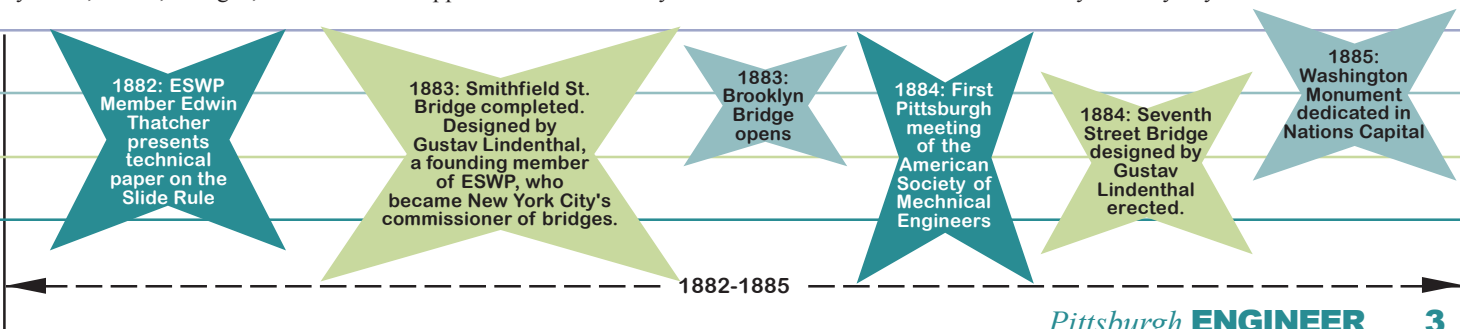 1882: ESWP
Member Edwin
Thatcher
presents
technical
paper on the
Slide Rule
1883: Smithfield St.
Bridge completed.
Designed by
Gustav Lindenthal,
a founding member
of ESWP, who
became New York City's
commissioner of bridges.
1883:
Brooklyn
Bridge
opens
1884: First
Pittsburgh
meeting
of the
American
Society of
Mechnical
Engineers
1884: Seventh
Street Bridge
designed by
Gustav
Lindenthal
erected.
1885:
Washington
Monument
dedicated in
Nations Capital
1882-1885
Pittsburgh ENGINEER 3